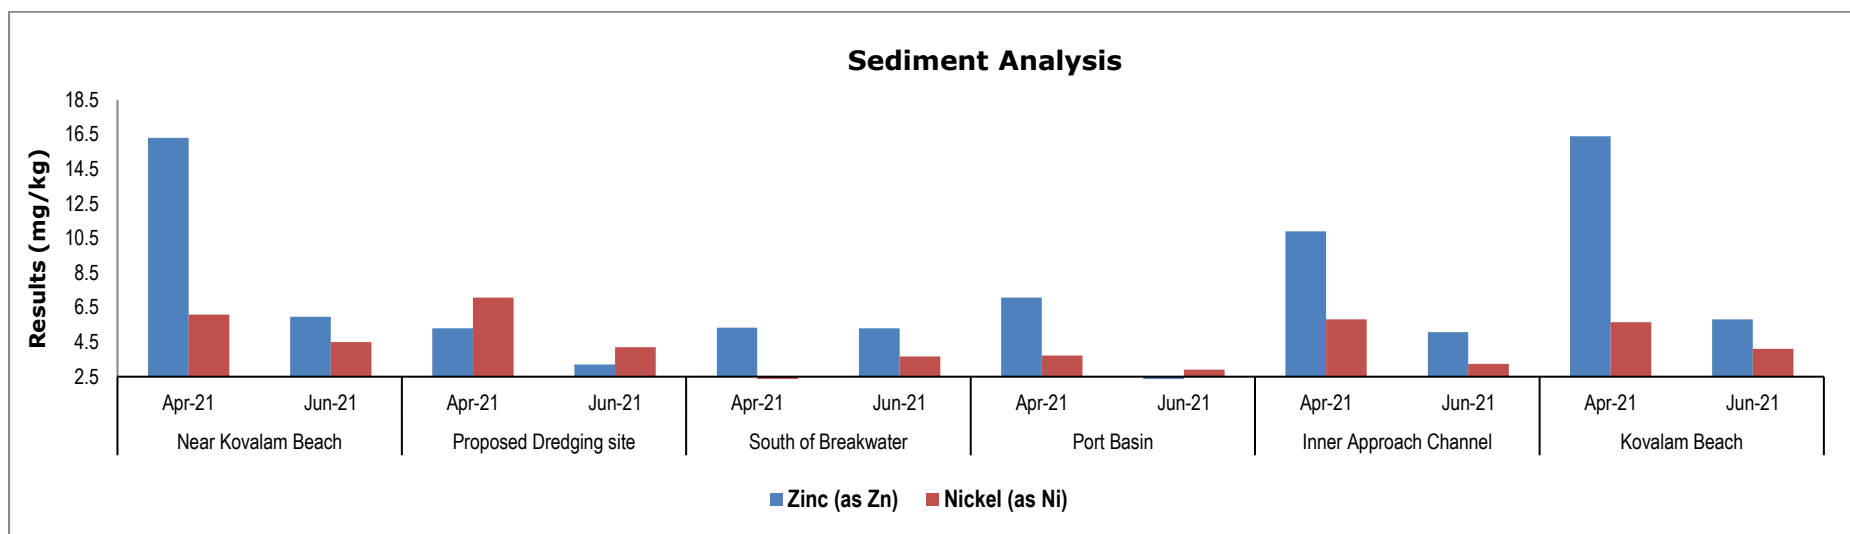 Sediment Analysis
Results (mg/kg)
18.5
16.5
14.5
12.5
10.5
8.5
6.5
4.5
2.5
Apr-21 Jun-21 Apr-21 Jun-21 Apr-21 Jun-21 Apr-21 Jun-21 Apr-21 Jun-21 Apr-21 Jun-21
Near Kovalam Beach Proposed Dredging site South of Breakwater Port Basin Inner Approach Channel Kovalam Beach
Zinc (as Zn) Nickel (as Ni)